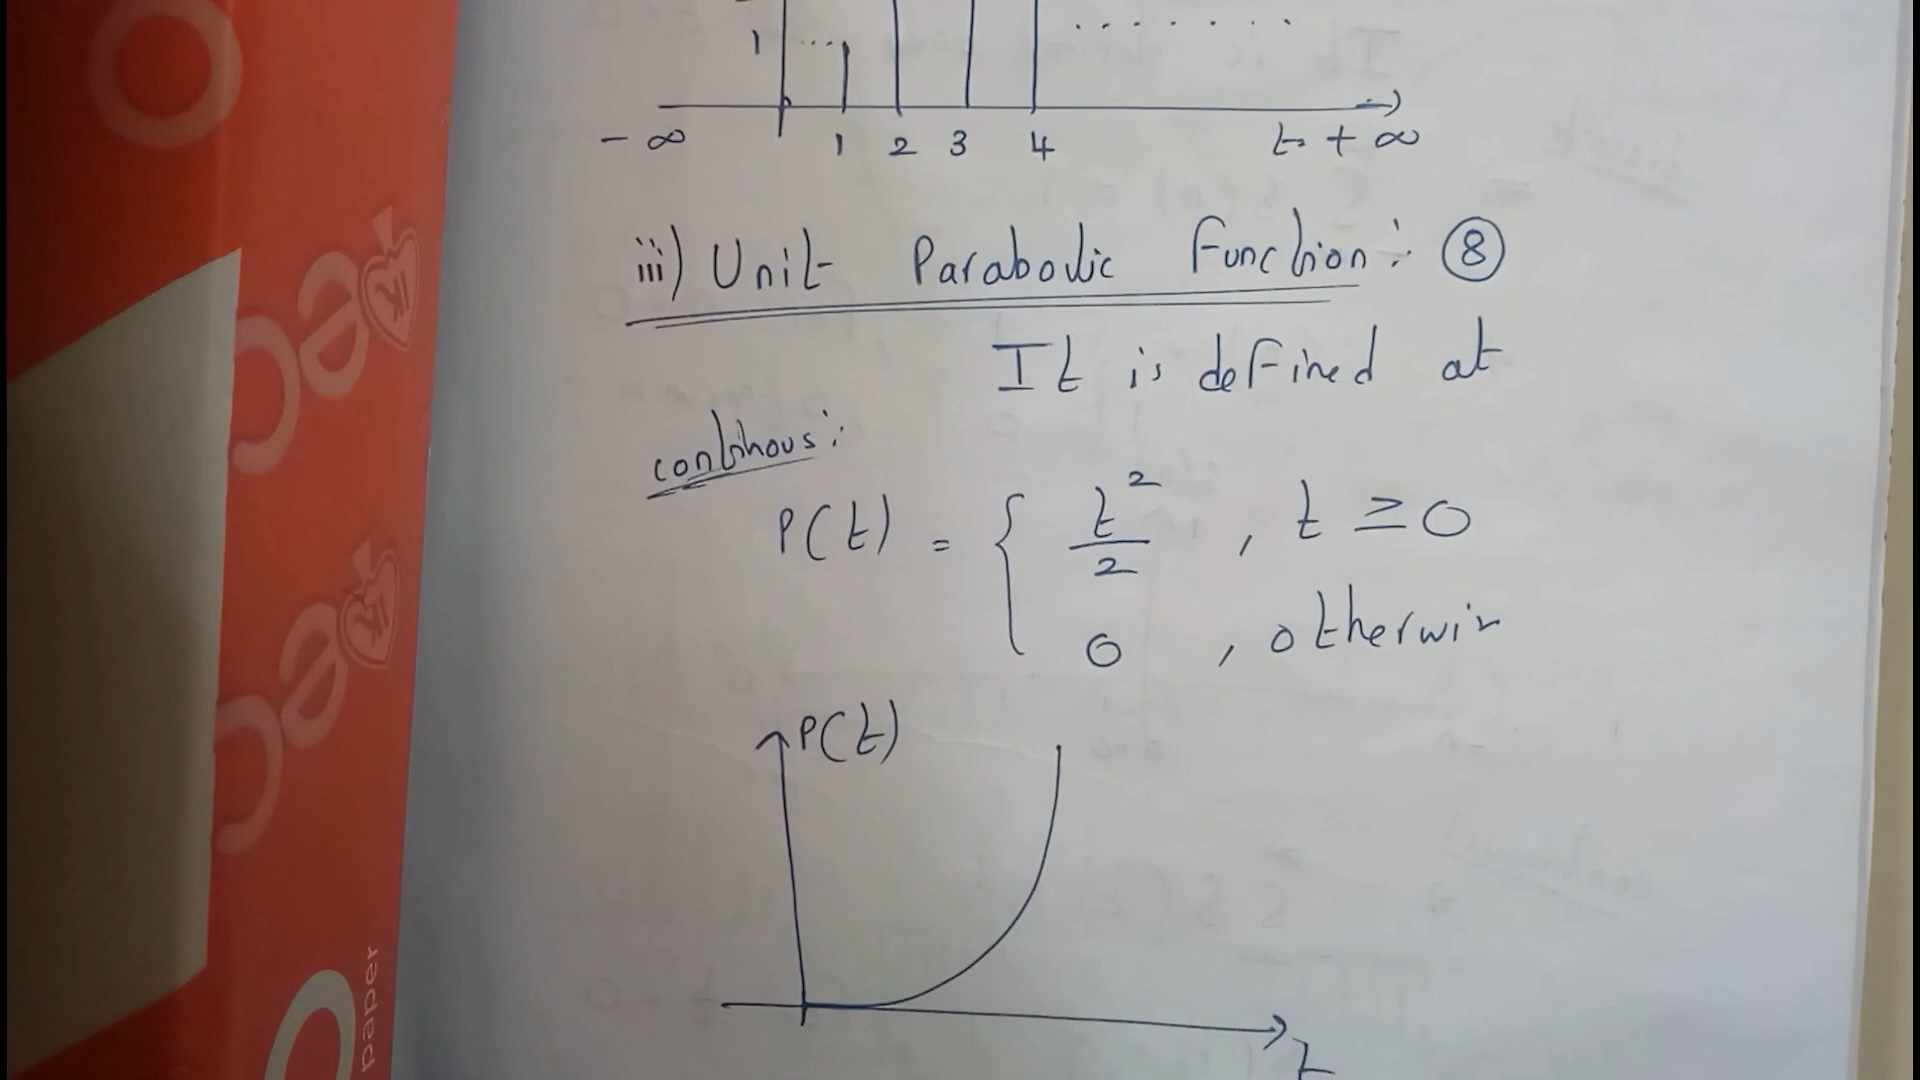 1
- ∞ 1 2 3 4 t → + ∞
iii) Unit Parabolic Function : ⑧
It is defined at
continous :
P(t) = { t²/2 , t ≥ 0
0 , otherwise
P(t)
t
paper